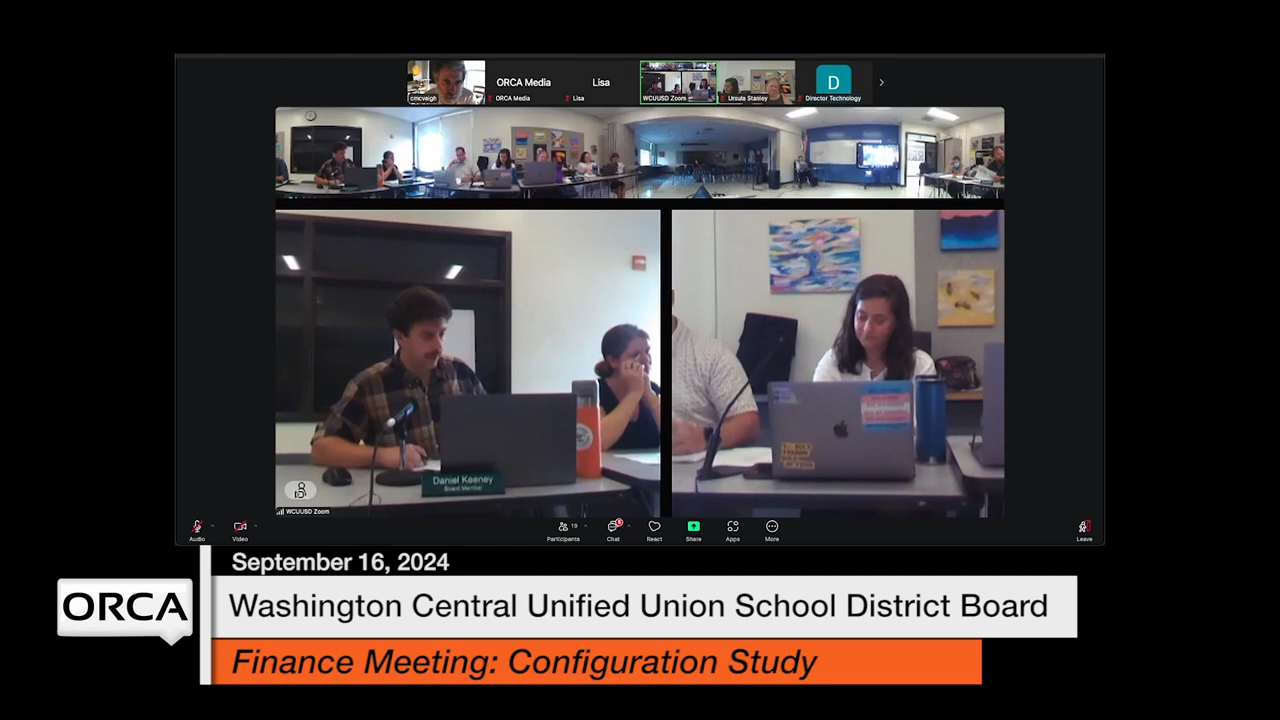 ORCA Media
Lisa
cmcveigh
ORCA Media
Lisa
WCUUSD Zoom
Ursula Stanley
D
Director Technology
Daniel Keeney
Board Member
WCUUSD Zoom
Audio
Video
19
Participants
Chat
React
Share
Apps
More
Leave
September 16, 2024
ORCA
Washington Central Unified Union School District Board
Finance Meeting: Configuration Study